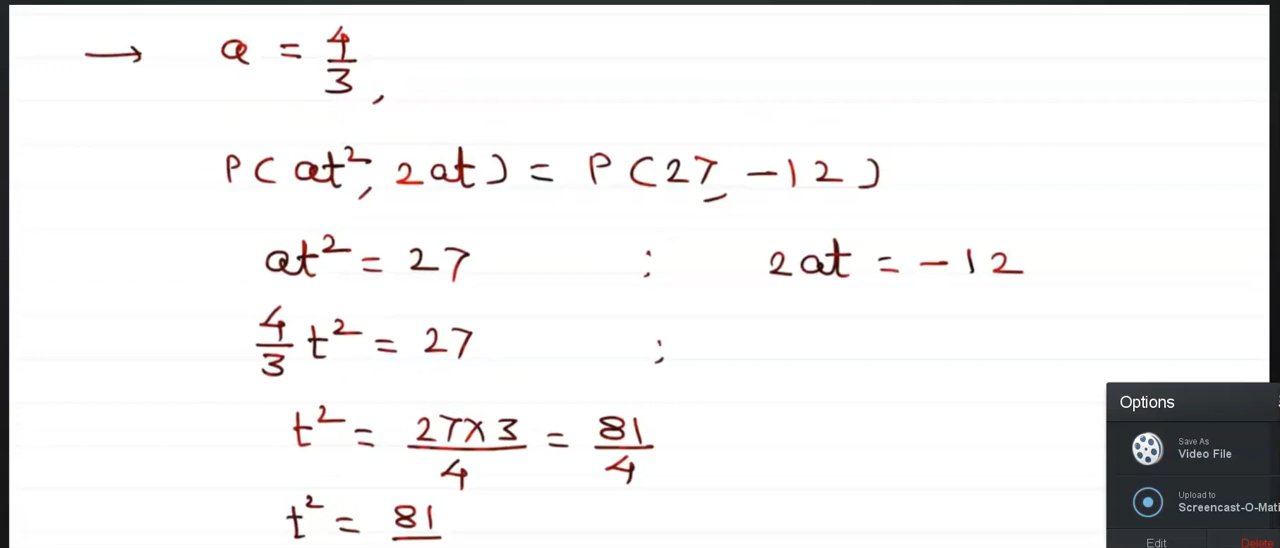 → a = 4/3,
P(at², 2at) = P(27, -12)
at² = 27 ; 2at = -12
4/3 t² = 27 ;
t² = 27×3/4 = 81/4
t² = 81
Options
Save As
Video File
Upload to
Screencast-O-Mati
Edit Delete